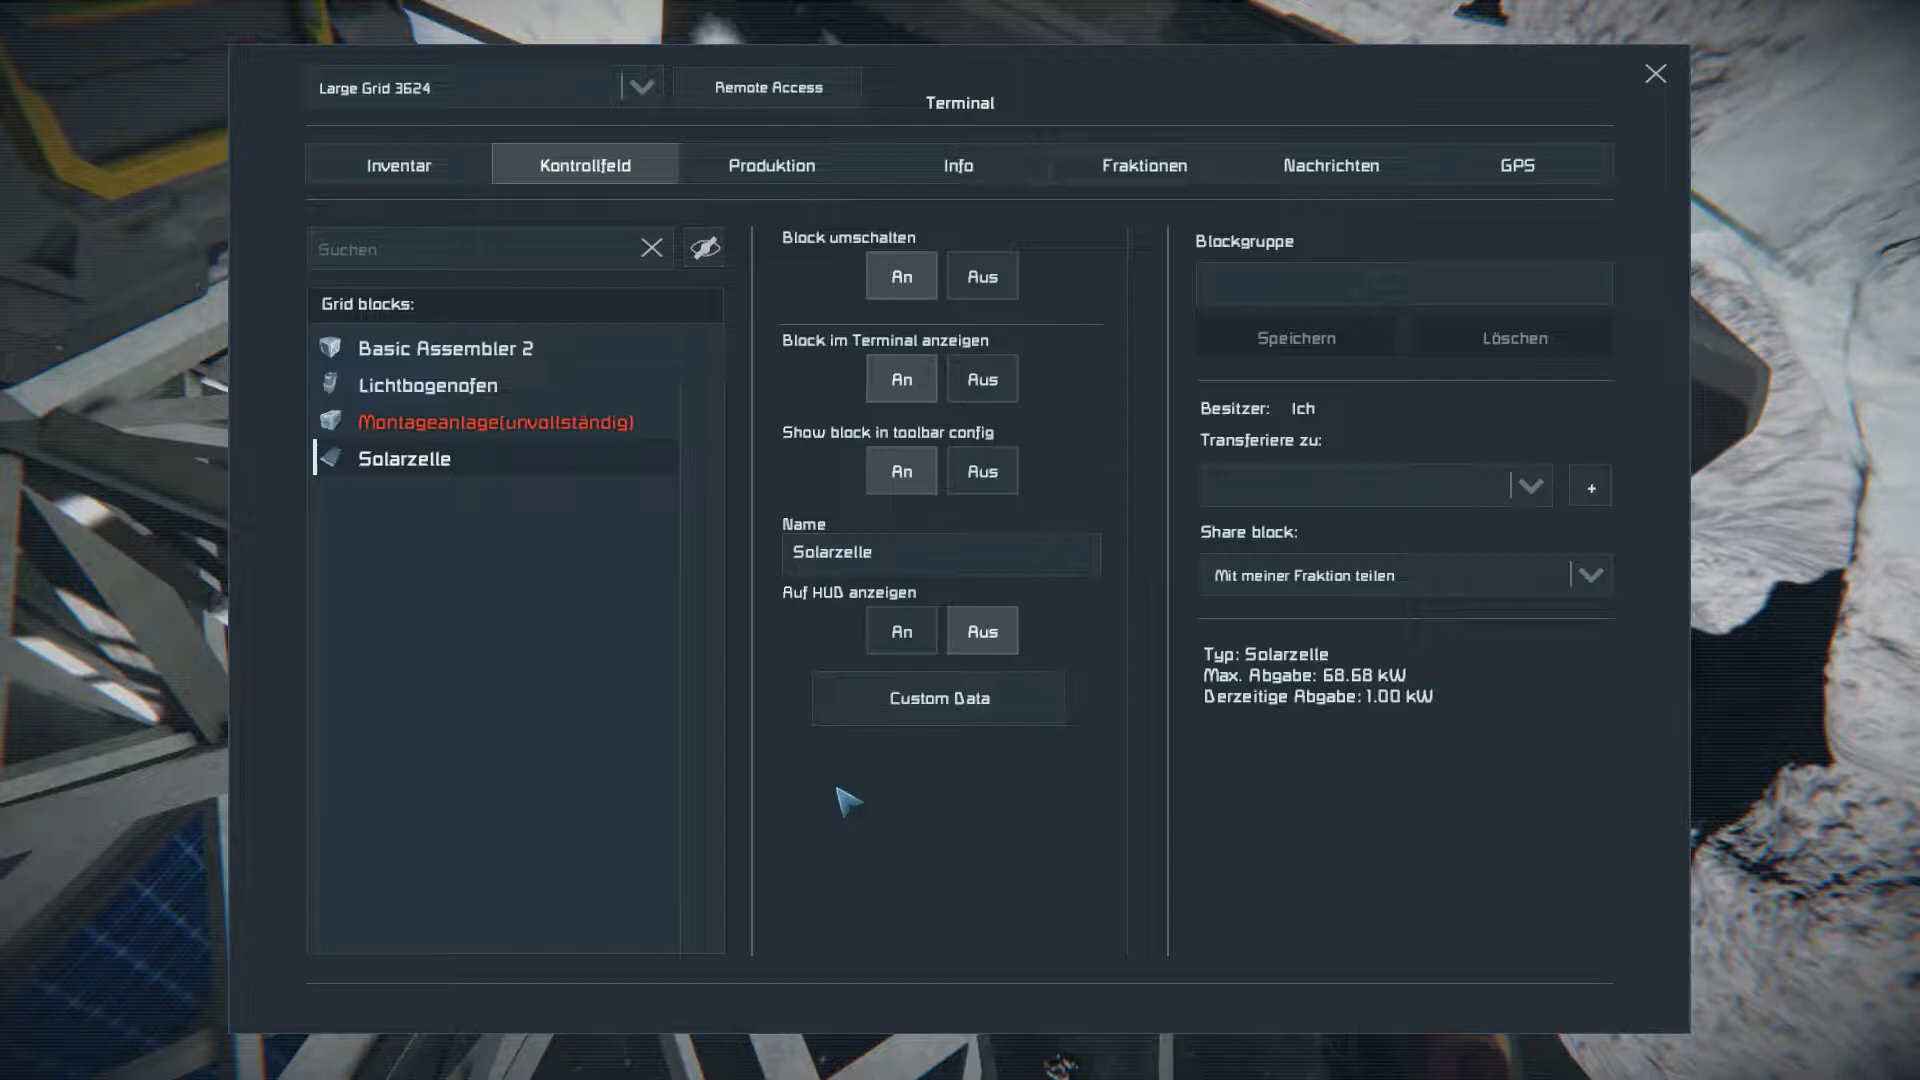 Large Grid 3624
Remote Access
Terminal
Inventar
Kontrollfeld
Produktion
Info
Fraktionen
Nachrichten
GPS
Suchen
Grid blocks:
Basic Assembler 2
Lichtbogenofen
Montageanlage(unvollständig)
Solarzelle
Block umschalten
An
Aus
Block im Terminal anzeigen
An
Aus
Show block in toolbar config
An
Aus
Name
Solarzelle
Auf HUD anzeigen
An
Aus
Custom Data
Blockgruppe
Speichern
Löschen
Besitzer: Ich
Transferiere zu:
+
Share block:
Mit meiner Fraktion teilen
Typ: Solarzelle
Max. Abgabe: 68.68 kW
Derzeitige Abgabe: 1.00 kW